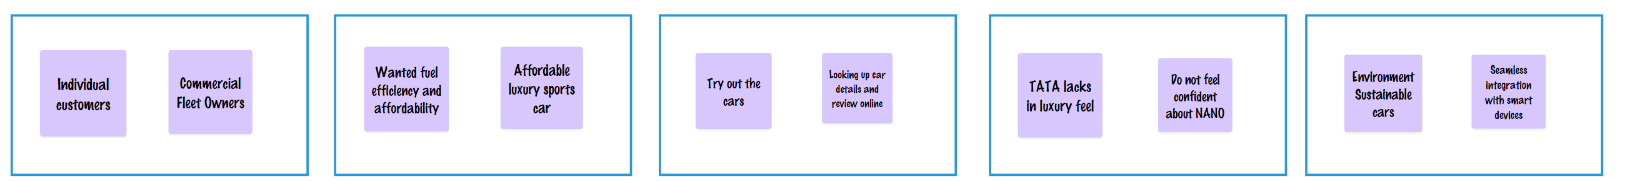 Individual
customers
Commercial
Fleet Owners
Wanted fuel
efficiency and
affordability
Affordable
luxury sports
car
Try out the
cars
Looking up car
details and
review online
TATA lacks
in luxury feel
Do not feel
confident
about NANO
Environment
Sustainable
cars
Seamless
integration
with smart
devices